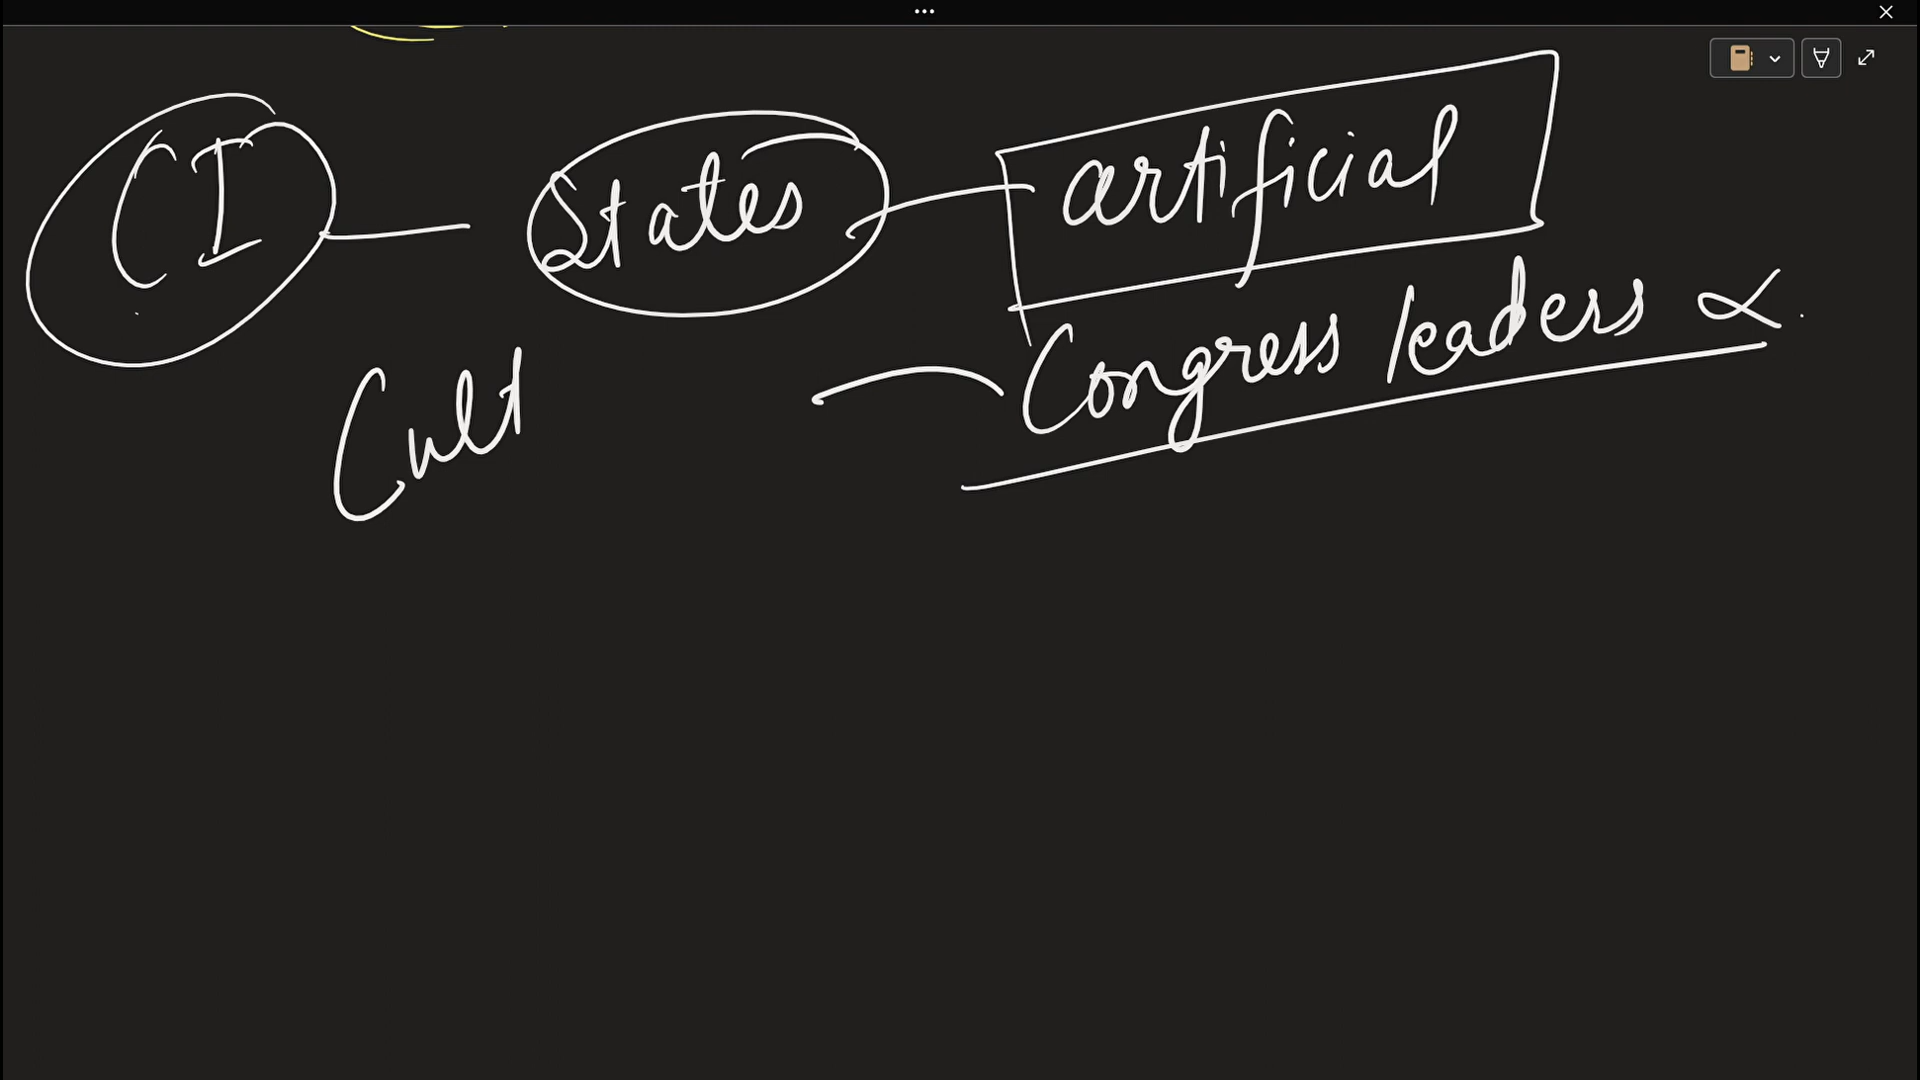 CI — States — artificial
— Congress leaders
Cult